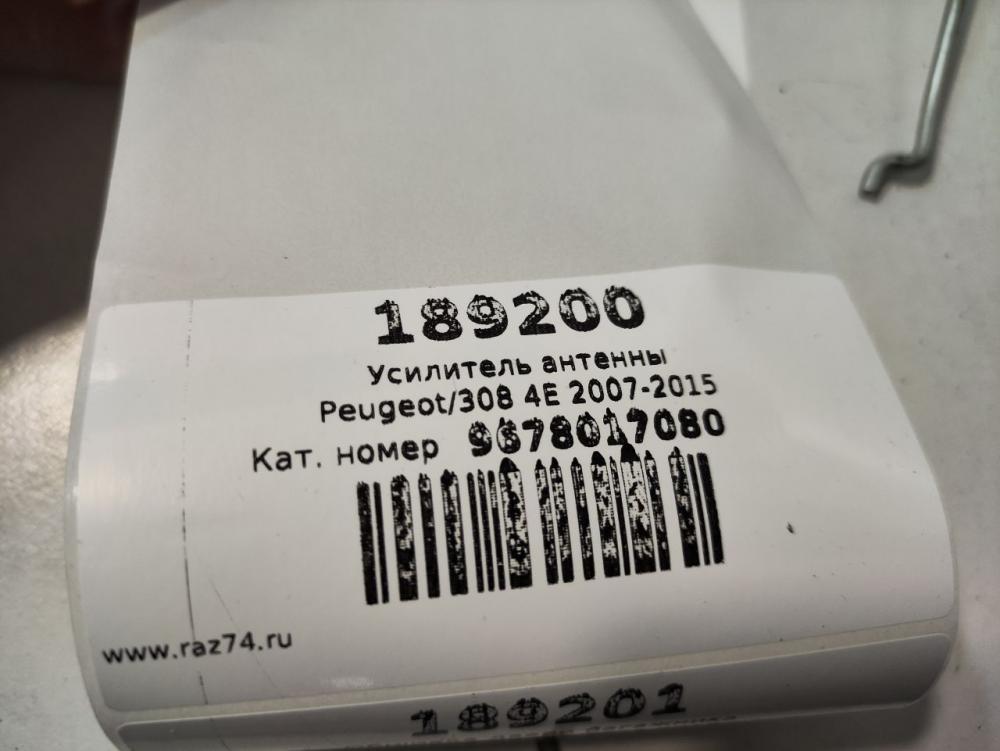 189200
Усилитель антенны
Peugeot/308 4E 2007-2015
Кат. номер 9678017080
www.raz74.ru
189201